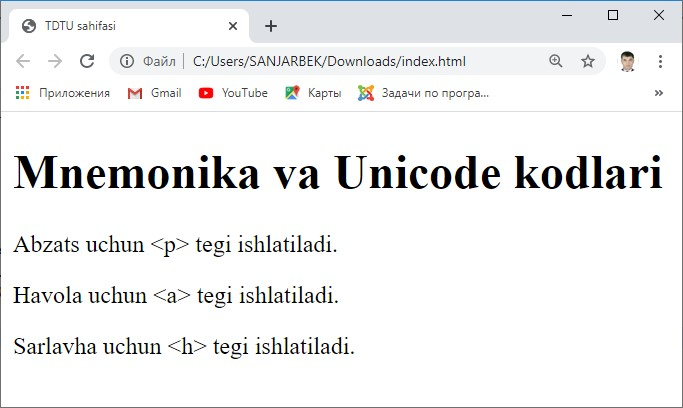 TDTU sahifasi
Файл | C:/Users/SANJARBEK/Downloads/index.html
Приложения Gmail YouTube Карты Задачи по програ... »
Mnemonika va Unicode kodlari
Abzats uchun <p> tegi ishlatiladi.
Havola uchun <a> tegi ishlatiladi.
Sarlavha uchun <h> tegi ishlatiladi.